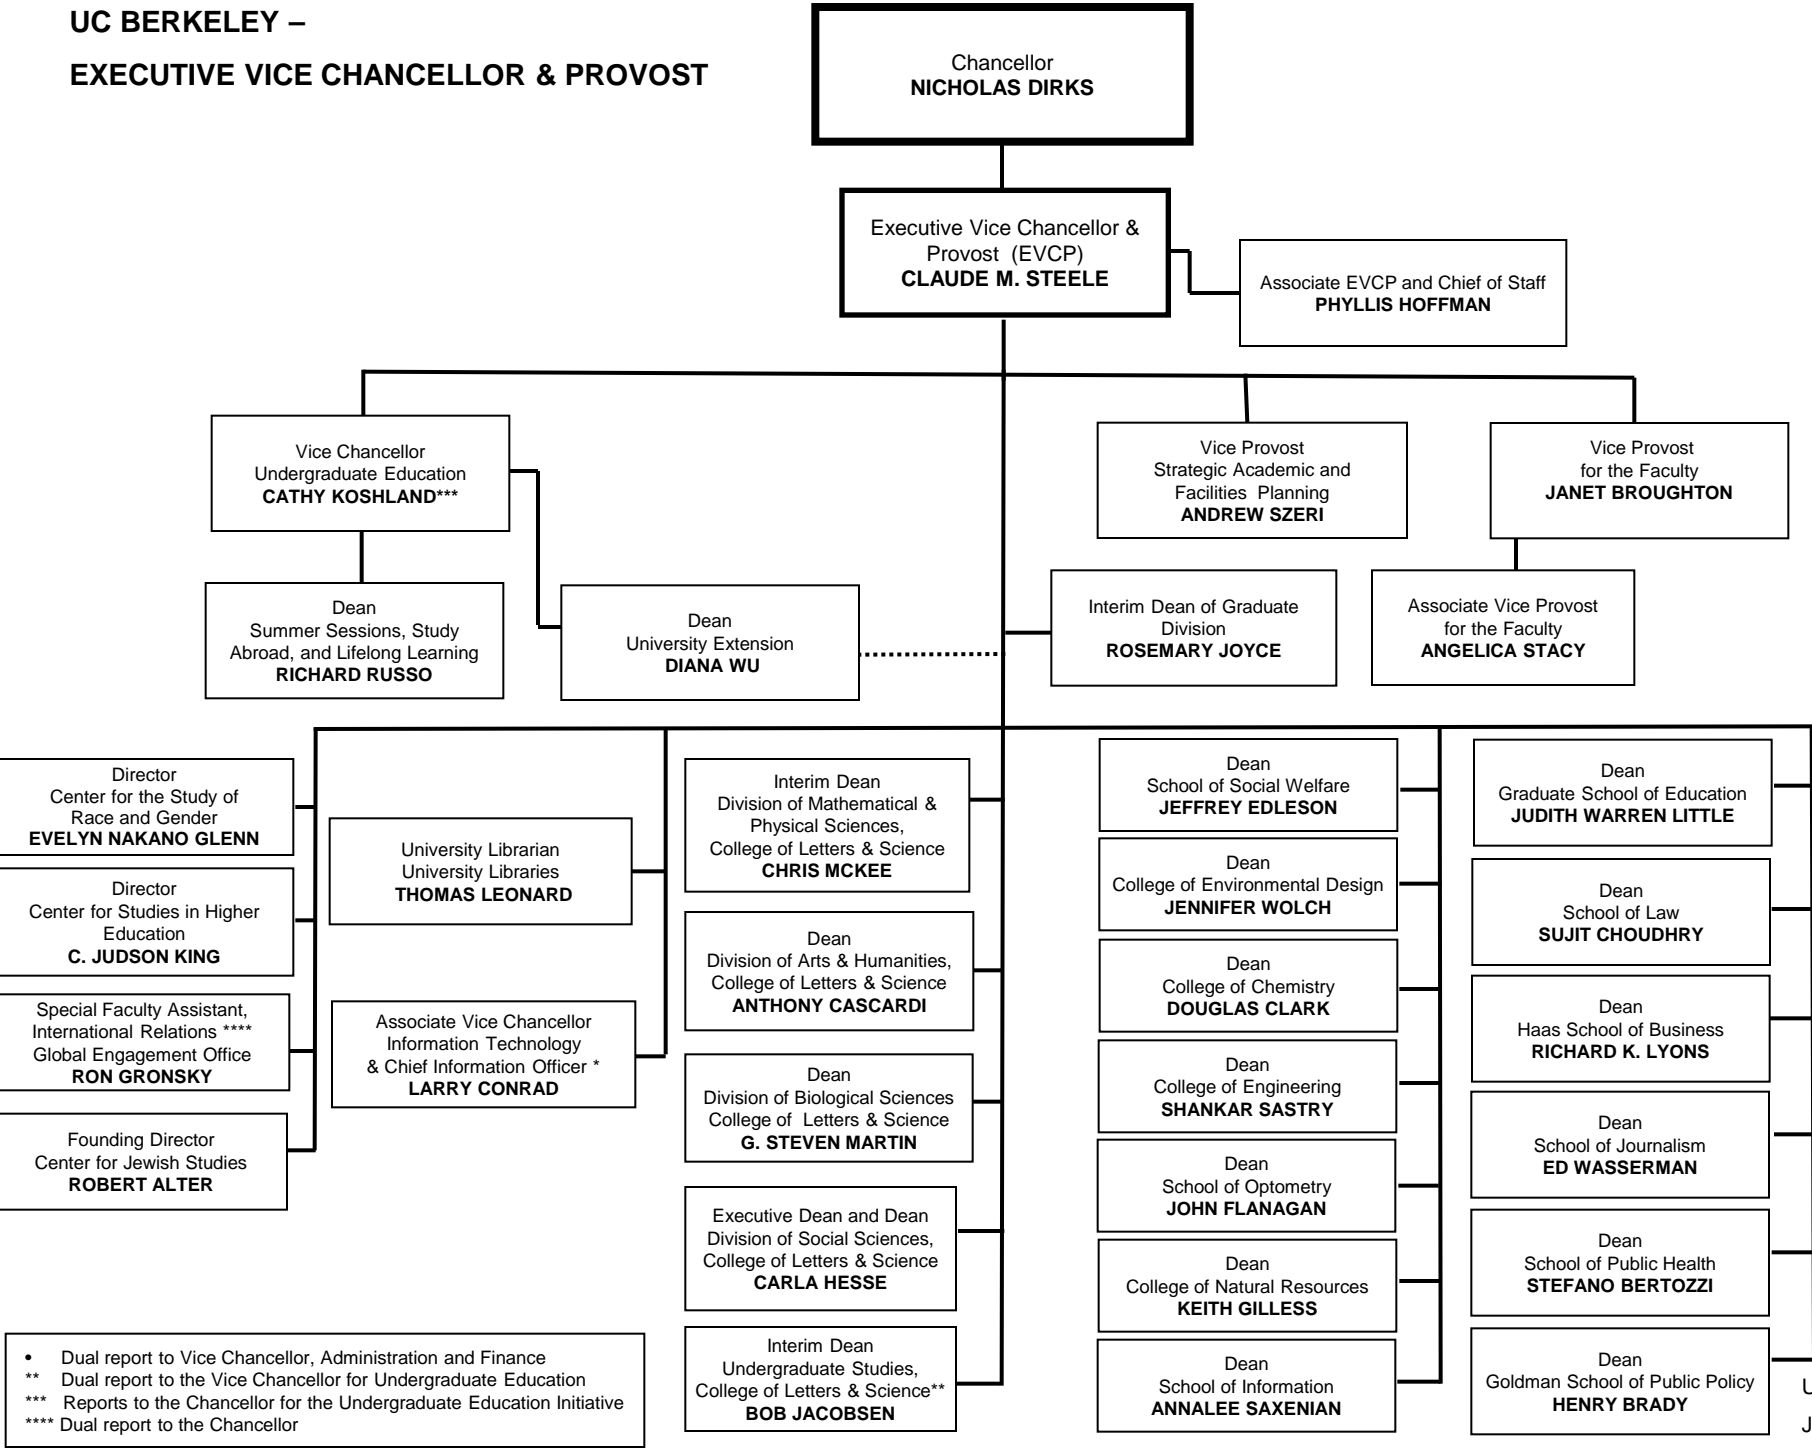 UC BERKELEY –
EXECUTIVE VICE CHANCELLOR & PROVOST
Chancellor
NICHOLAS DIRKS
Executive Vice Chancellor &
Provost (EVCP)
CLAUDE M. STEELE
Associate EVCP and Chief of Staff
PHYLLIS HOFFMAN
Vice Chancellor
Undergraduate Education
CATHY KOSHLAND***
Vice Provost
Strategic Academic and
Facilities Planning
ANDREW SZERI
Vice Provost
for the Faculty
JANET BROUGHTON
Dean
Summer Sessions, Study
Abroad, and Lifelong Learning
RICHARD RUSSO
Dean
University Extension
DIANA WU
Interim Dean of Graduate
Division
ROSEMARY JOYCE
Associate Vice Provost
for the Faculty
ANGELICA STACY
Director
Center for the Study of
Race and Gender
EVELYN NAKANO GLENN
Director
Center for Studies in Higher
Education
C. JUDSON KING
Special Faculty Assistant,
International Relations ****
Global Engagement Office
RON GRONSKY
Founding Director
Center for Jewish Studies
ROBERT ALTER
University Librarian
University Libraries
THOMAS LEONARD
Associate Vice Chancellor
Information Technology
& Chief Information Officer *
LARRY CONRAD
Interim Dean
Division of Mathematical &
Physical Sciences,
College of Letters & Science
CHRIS MCKEE
Dean
Division of Arts & Humanities,
College of Letters & Science
ANTHONY CASCARDI
Dean
Division of Biological Sciences
College of Letters & Science
G. STEVEN MARTIN
Executive Dean and Dean
Division of Social Sciences,
College of Letters & Science
CARLA HESSE
Interim Dean
Undergraduate Studies,
College of Letters & Science**
BOB JACOBSEN
Dean
School of Social Welfare
JEFFREY EDLESON
Dean
College of Environmental Design
JENNIFER WOLCH
Dean
College of Chemistry
DOUGLAS CLARK
Dean
College of Engineering
SHANKAR SASTRY
Dean
School of Optometry
JOHN FLANAGAN
Dean
College of Natural Resources
KEITH GILLESS
Dean
School of Information
ANNALEE SAXENIAN
Dean
Graduate School of Education
JUDITH WARREN LITTLE
Dean
School of Law
SUJIT CHOUDHRY
Dean
Haas School of Business
RICHARD K. LYONS
Dean
School of Journalism
ED WASSERMAN
Dean
School of Public Health
STEFANO BERTOZZI
Dean
Goldman School of Public Policy
HENRY BRADY
• Dual report to Vice Chancellor, Administration and Finance
** Dual report to the Vice Chancellor for Undergraduate Education
*** Reports to the Chancellor for the Undergraduate Education Initiative
**** Dual report to the Chancellor